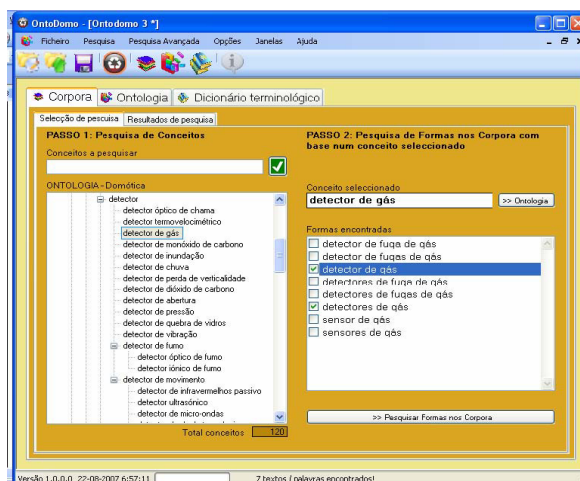 OntoDomo - [Ontodomo 3 *]
Ficheiro Pesquisa Pesquisa Avançada Opções Janelas Ajuda
Corpora Ontologia Dicionário terminológico
Selecção de pescuisa Resultados de pesquisa
PASSO 1: Pesquisa de Conceitos
Conceitos a pesquisar
ONTOLOGIA - Domótica
detector
detector óptico de chama
detector termovelocimétrico
detector de gás
detector de monóxido de carbono
detector de inundação
detector de chuva
detector de perda de verticalidade
detector de dióxido de carbono
detector de abertura
detector de pressão
detector de quebra de vidros
detector de vibração
detector de fumo
detector óptico de fumo
detector iónico de fumo
detector de movimento
detector de infravermelhos passivo
detector ultrasónico
detector de micro-ondas
Total conceitos 120
PASSO 2: Pesquisa de Formas nos Corpora com
base num conceito seleccionado
Conceito seleccionado
detector de gás >> Ontologia
Formas encontradas
detector de fuga de gás
detector de fugas de gás
detector de gás
detectores de fuga de gás
detectores de fugas de gás
detectores de gás
sensor de gás
sensores de gás
>> Pesquisar Formas nos Corpora
Versão 1.0.0.0 22-08-2007 6:57:11 7 textos / palavras encontrados!